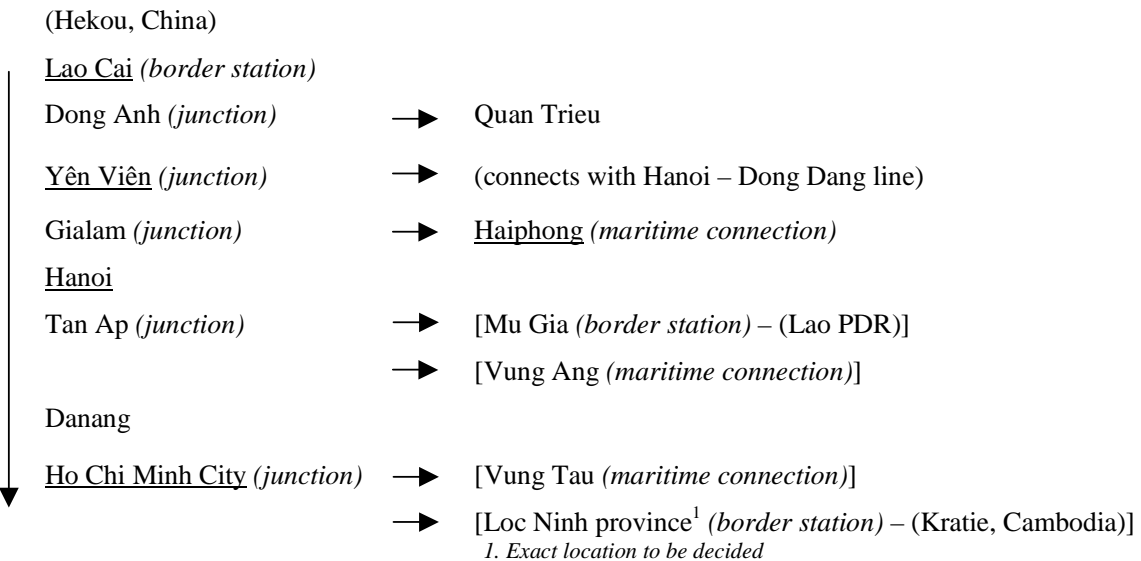 (Hekou, China)
Lao Cai (border station)
Dong Anh (junction) Quan Trieu
Yên Viên (junction) (connects with Hanoi – Dong Dang line)
Gialam (junction) Haiphong (maritime connection)
Hanoi
Tan Ap (junction) [Mu Gia (border station) – (Lao PDR)]
[Vung Ang (maritime connection)]
Danang
Ho Chi Minh City (junction) [Vung Tau (maritime connection)]
[Loc Ninh province1 (border station) – (Kratie, Cambodia)]
1. Exact location to be decided